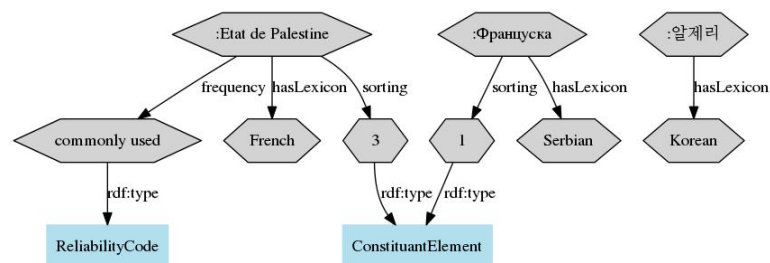 :Etat de Palestine
:Француска
:알제리
frequency
hasLexicon
sorting
sorting
hasLexicon
hasLexicon
commonly used
French
3
1
Serbian
Korean
rdf:type
rdf:type
rdf:type
ReliabilityCode
ConstituantElement